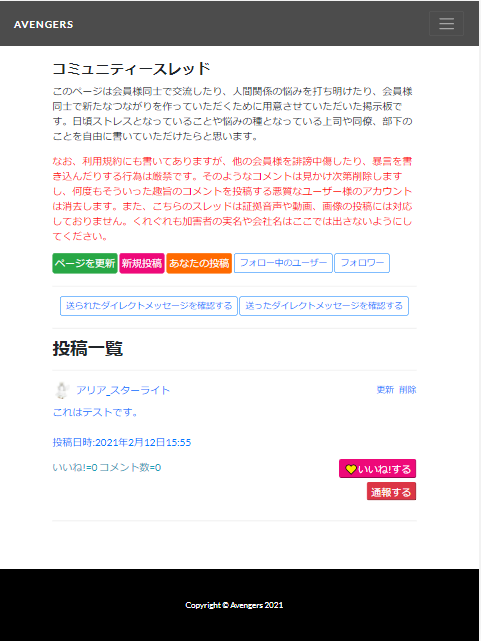 AVENGERS
コミュニティースレッド
このページは会員様同士で交流したり、人間関係の悩みを打ち明けたり、会員様
同士で新たなつながりを作っていただくために用意させていただいた掲示板で
す。日頃ストレスとなっていることや悩みの種となっている上司や同僚、部下の
ことを自由に書いていただけたらと思います。
なお、利用規約にも書いてありますが、他の会員様を誹謗中傷したり、暴言を書
き込んだりする行為は厳禁です。そのようなコメントは見かけ次第削除します
し、何度もそういった趣旨のコメントを投稿する悪質なユーザー様のアカウント
は消去します。また、こちらのスレッドは証拠音声や動画、画像の投稿には対応
しておりません。くれぐれも加害者の実名や会社名はここでは出さないようにし
てください。
ページを更新 新規投稿 あなたの投稿 フォロー中のユーザー フォロワー
送られたダイレクトメッセージを確認する 送ったダイレクトメッセージを確認する
投稿一覧
アリア_スターライト 更新 削除
これはテストです。
投稿日時:2021年2月12日15:55
いいね!=0 コメント数=0 いいね!する
通報する
Copyright © Avengers 2021